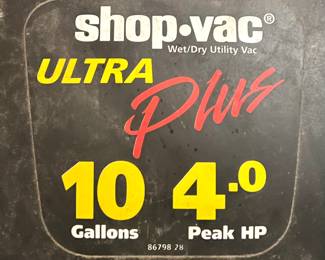 shop•vac®
Wet/Dry Utility Vac
ULTRA
Plus
10 4.0
Gallons Peak HP
86798 28